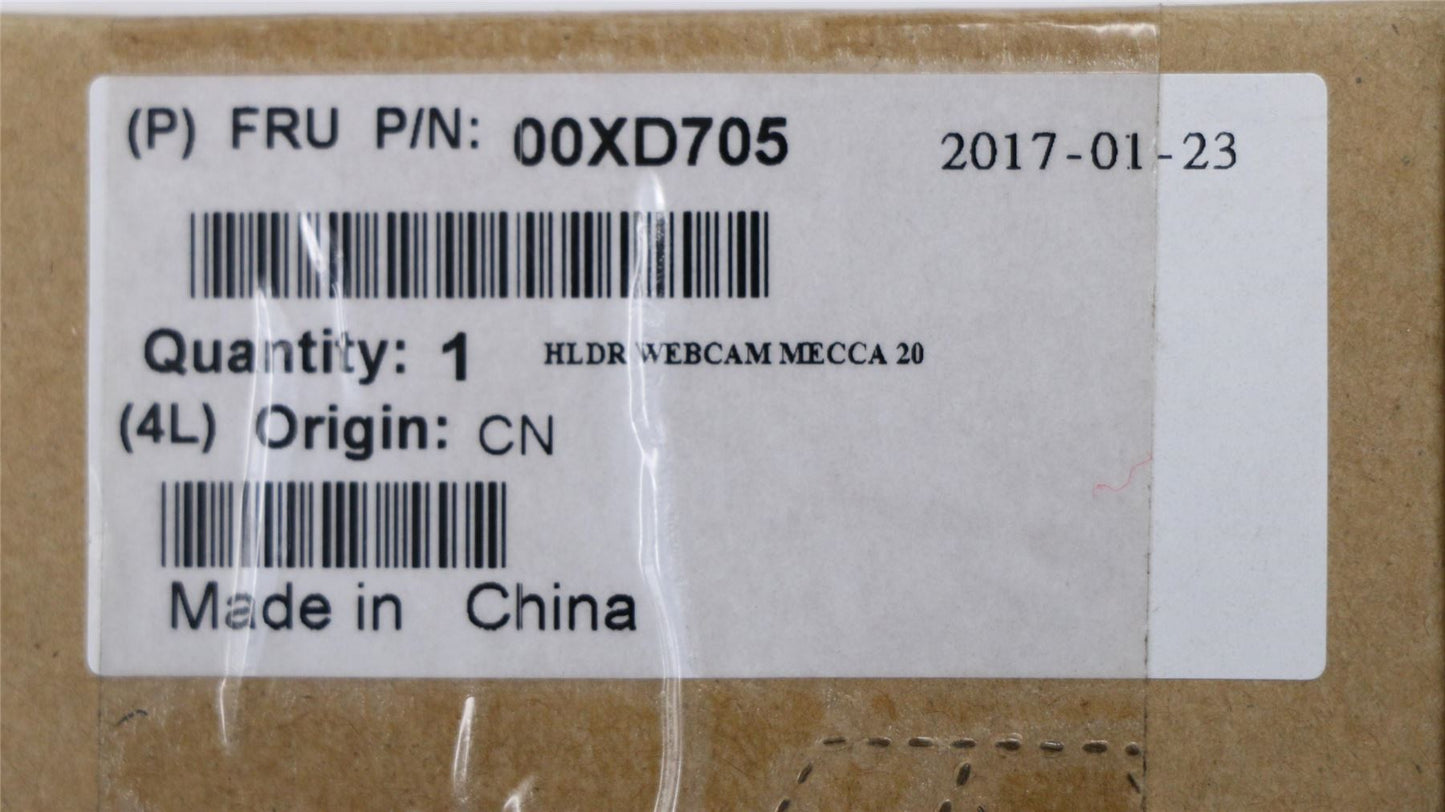 (P) FRU P/N: 00XD705 2017-01-23
Quantity: 1 HLDR WEBCAM MECCA 20
(4L) Origin: CN
Made in China